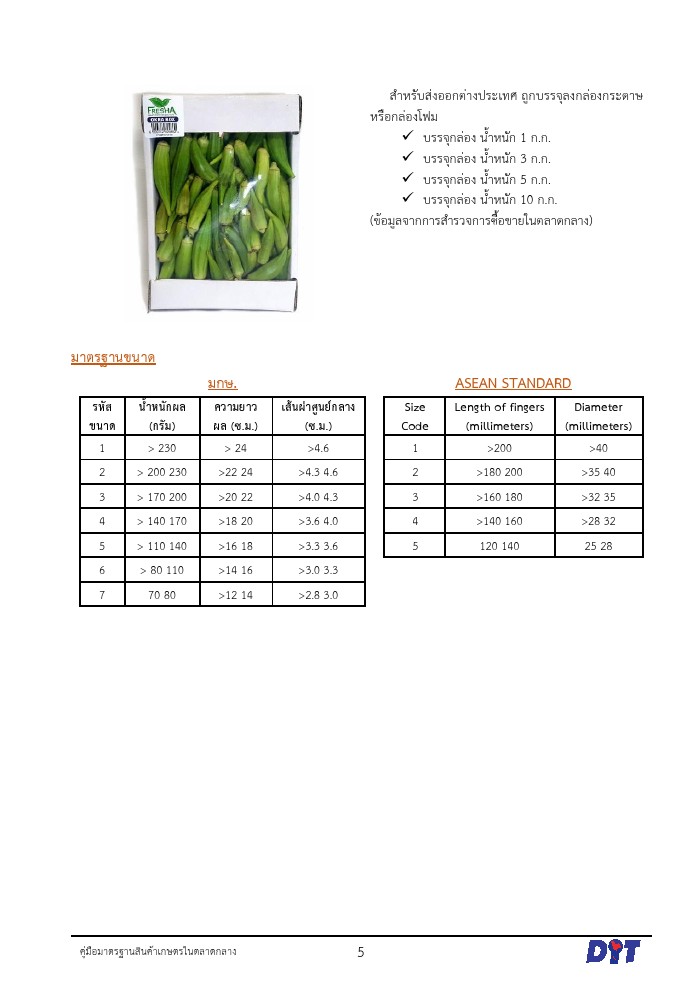 FRESHA
OKRA BOX
สำหรับส่งออกต่างประเทศ ถูกบรรจุลงกล่องกระดาษ
หรือกล่องโฟม
✓ บรรจุกล่อง น้ำหนัก 1 ก.ก.
✓ บรรจุกล่อง น้ำหนัก 3 ก.ก.
✓ บรรจุกล่อง น้ำหนัก 5 ก.ก.
✓ บรรจุกล่อง น้ำหนัก 10 ก.ก.
(ข้อมูลจากการสำรวจการซื้อขายในตลาดกลาง)
มาตรฐานขนาด
มกษ.
รหัสขนาด น้ำหนักผล (กรัม) ความยาวผล (ซ.ม.) เส้นผ่าศูนย์กลาง (ซ.ม.)
1 > 230 > 24 >4.6
2 > 200 230 >22 24 >4.3 4.6
3 > 170 200 >20 22 >4.0 4.3
4 > 140 170 >18 20 >3.6 4.0
5 > 110 140 >16 18 >3.3 3.6
6 > 80 110 >14 16 >3.0 3.3
7 70 80 >12 14 >2.8 3.0
ASEAN STANDARD
Size Code Length of fingers (millimeters) Diameter (millimeters)
1 >200 >40
2 >180 200 >35 40
3 >160 180 >32 35
4 >140 160 >28 32
5 120 140 25 28
คู่มือมาตรฐานสินค้าเกษตรในตลาดกลาง
5
DIT